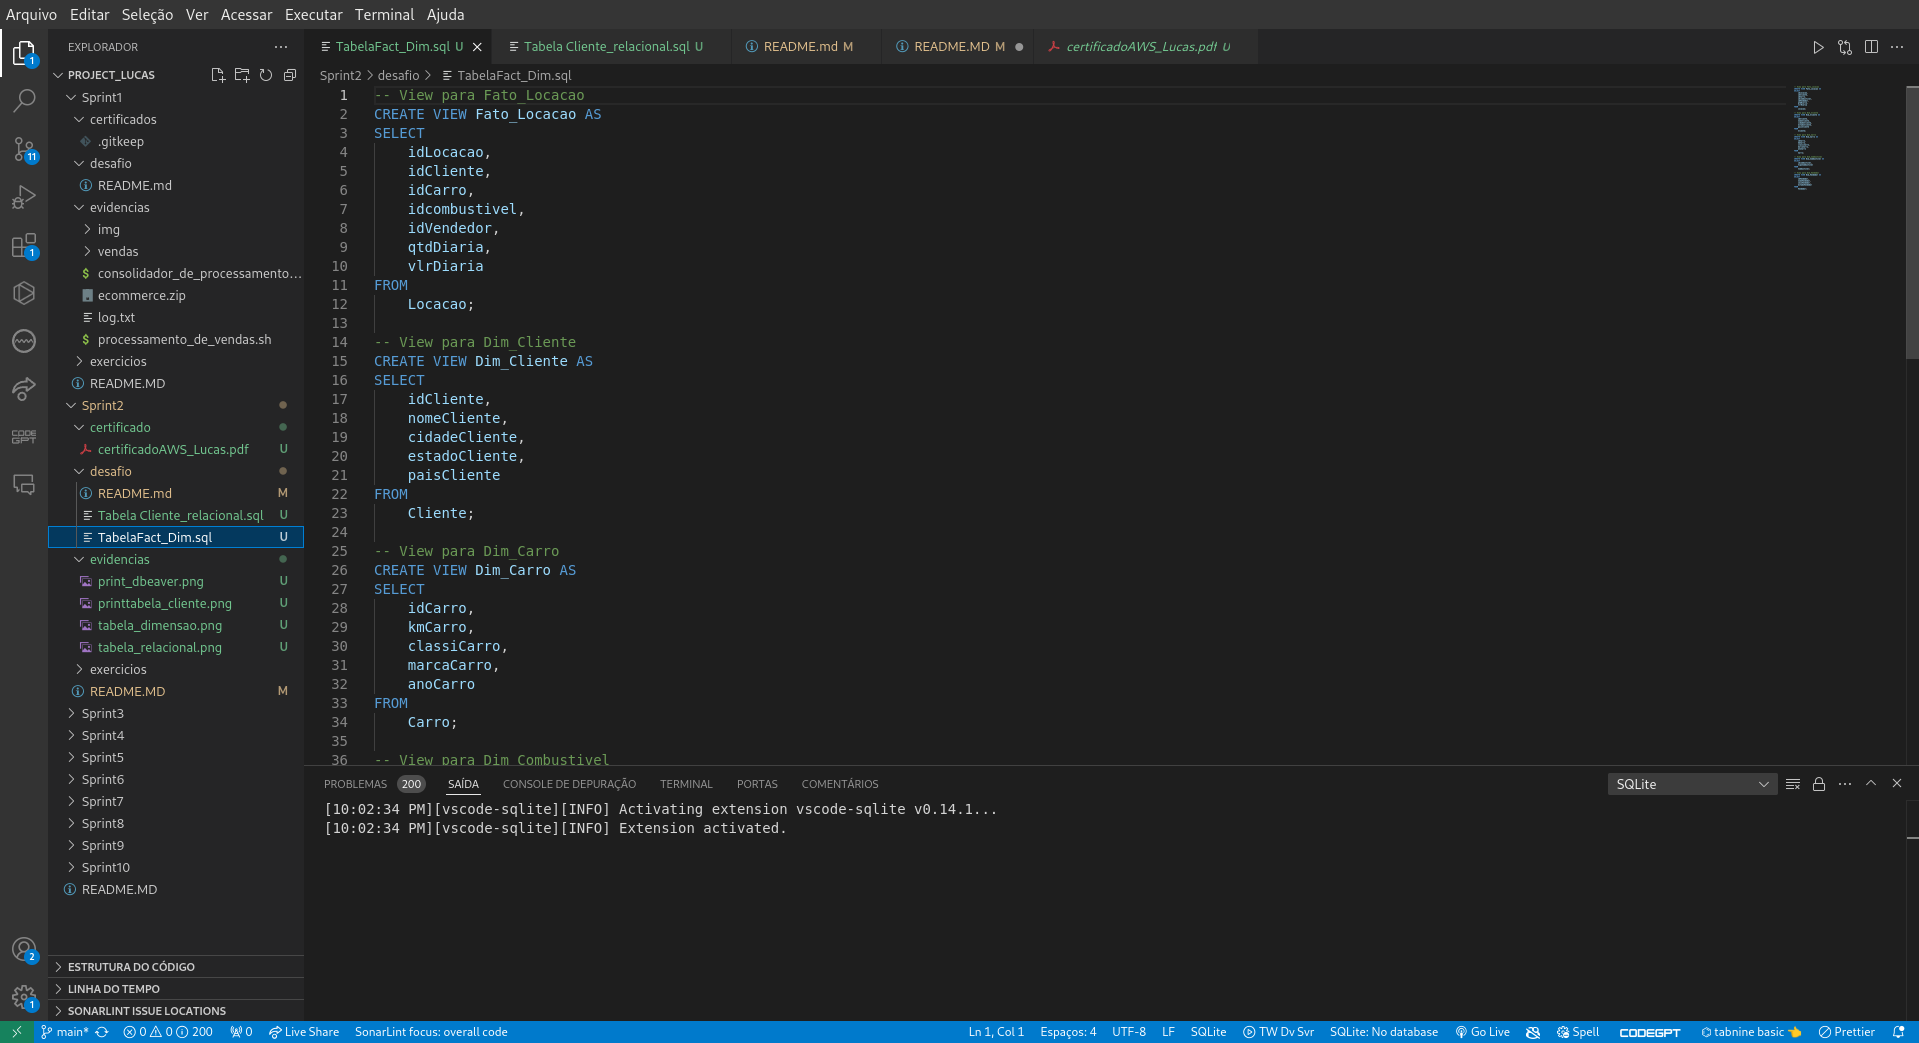 Arquivo Editar Seleção Ver Acessar Executar Terminal Ajuda
EXPLORADOR
PROJECT_LUCAS
Sprint1
certificados
.gitkeep
desafio
README.md
evidencias
img
vendas
consolidador_de_processamento...
ecommerce.zip
log.txt
processamento_de_vendas.sh
exercicios
README.MD
Sprint2
certificado
certificadoAWS_Lucas.pdf U
desafio
README.md M
Tabela Cliente_relacional.sql U
TabelaFact_Dim.sql U
evidencias
print_dbeaver.png U
printtabela_cliente.png U
tabela_dimensao.png U
tabela_relacional.png U
exercicios
README.MD M
Sprint3
Sprint4
Sprint5
Sprint6
Sprint7
Sprint8
Sprint9
Sprint10
README.MD
ESTRUTURA DO CÓDIGO
LINHA DO TEMPO
SONARLINT ISSUE LOCATIONS
1
11
1
CODE GPT
2
1
TabelaFact_Dim.sql U Tabela Cliente_relacional.sql U README.md M README.MD M certificadoAWS_Lucas.pdf U
Sprint2 > desafio > TabelaFact_Dim.sql
1 -- View para Fato_Locacao
2 CREATE VIEW Fato_Locacao AS
3 SELECT
4 idLocacao,
5 idCliente,
6 idCarro,
7 idcombustivel,
8 idVendedor,
9 qtdDiaria,
10 vlrDiaria
11 FROM
12 Locacao;
13
14 -- View para Dim_Cliente
15 CREATE VIEW Dim_Cliente AS
16 SELECT
17 idCliente,
18 nomeCliente,
19 cidadeCliente,
20 estadoCliente,
21 paisCliente
22 FROM
23 Cliente;
24
25 -- View para Dim_Carro
26 CREATE VIEW Dim_Carro AS
27 SELECT
28 idCarro,
29 kmCarro,
30 classiCarro,
31 marcaCarro,
32 anoCarro
33 FROM
34 Carro;
35
36 -- View para Dim_Combustivel
PROBLEMAS 200 SAÍDA CONSOLE DE DEPURAÇÃO TERMINAL PORTAS COMENTÁRIOS SQLite
[10:02:34 PM][vscode-sqlite][INFO] Activating extension vscode-sqlite v0.14.1...
[10:02:34 PM][vscode-sqlite][INFO] Extension activated.
main* 0 0 200 0 Live Share SonarLint focus: overall code Ln 1, Col 1 Espaços: 4 UTF-8 LF SQLite TW Dv Svr SQLite: No database Go Live Spell CODEGPT tabnine basic Prettier